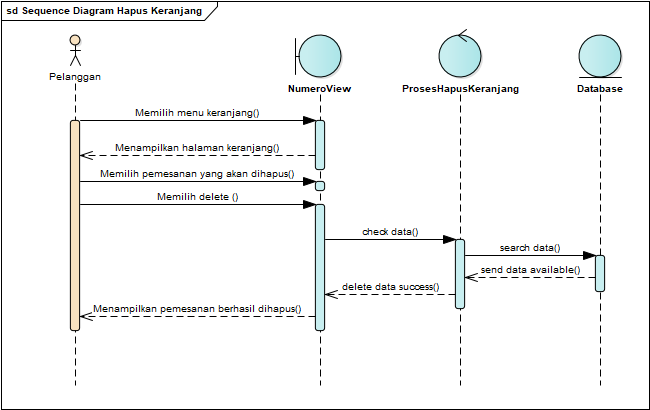 sd Sequence Diagram Hapus Keranjang
Pelanggan
NumeroView
ProsesHapusKeranjang
Database
Memilih menu keranjang()
Menampilkan halaman keranjang()
Memilih pemesanan yang akan dihapus()
Memilih delete ()
check data()
search data()
send data available()
delete data success()
Menampilkan pemesanan berhasil dihapus()